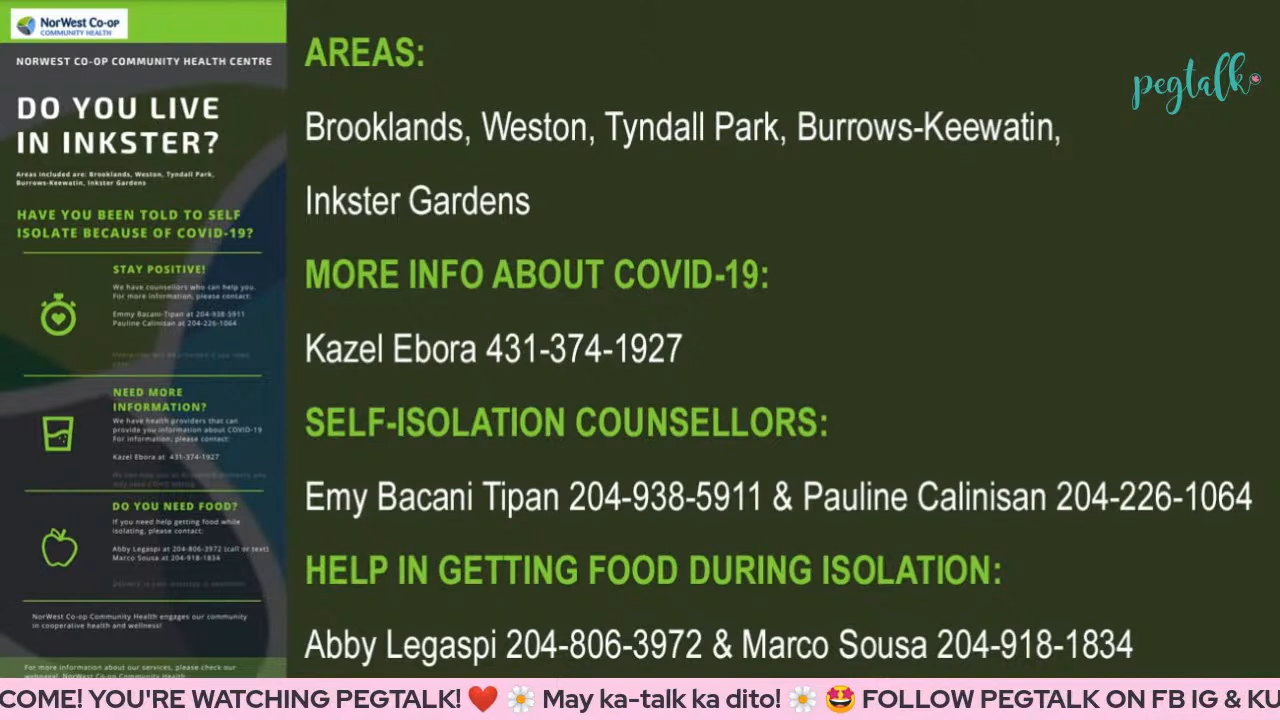 NorWest Co-op
COMMUNITY HEALTH
NORWEST CO-OP COMMUNITY HEALTH CENTRE
DO YOU LIVE
IN INKSTER?
Areas included are: Brooklands, Weston, Tyndall Park,
Burrows-Keewatin, Inkster Gardens
HAVE YOU BEEN TOLD TO SELF
ISOLATE BECAUSE OF COVID-19?
STAY POSITIVE!
We have counsellors who can help you.
For more information, please contact:
Emmy Bacani-Tipan at 204-938-5911
Pauline Calinisan at 204-226-1064
NEED MORE
INFORMATION?
We have health providers that can
provide you information about COVID-19
For information, please contact:
Kazel Ebora at 431-374-1927
DO YOU NEED FOOD?
If you need help getting food while
isolating, please contact:
Abby Legaspi at 204-806-3972 (call or text)
Marco Sousa at 204-918-1834
NorWest Co-op Community Health engages our community
in cooperative health and wellness!
For more information about our services, please check our
webpage! NorWest Co-op Community Health
AREAS:
Brooklands, Weston, Tyndall Park, Burrows-Keewatin,
Inkster Gardens
MORE INFO ABOUT COVID-19:
Kazel Ebora 431-374-1927
SELF-ISOLATION COUNSELLORS:
Emy Bacani Tipan 204-938-5911 & Pauline Calinisan 204-226-1064
HELP IN GETTING FOOD DURING ISOLATION:
Abby Legaspi 204-806-3972 & Marco Sousa 204-918-1834
pegtalk
COME! YOU'RE WATCHING PEGTALK! ❤️ 🌼 May ka-talk ka dito! 🌼 🤩 FOLLOW PEGTALK ON FB IG & KU